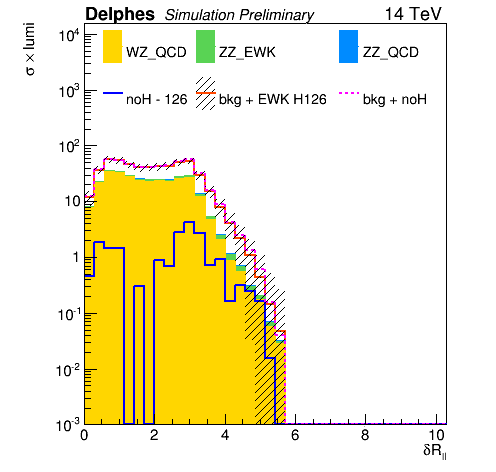 Delphes Simulation Preliminary 14 TeV
σ × lumi
WZ_QCD ZZ_EWK ZZ_QCD
noH - 126 bkg + EWK H126 bkg + noH
10⁴
10³
10²
10
1
10⁻¹
10⁻²
10⁻³
0 2 4 6 8 10
δR||